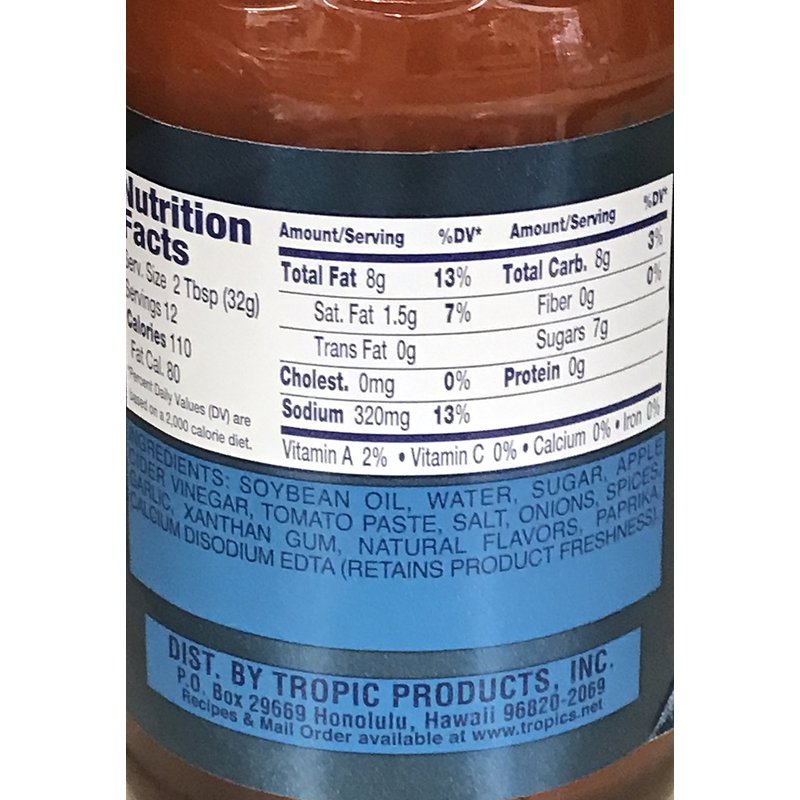 Nutrition
Facts
Serv. Size 2 Tbsp (32g)
Servings 12
Calories 110
Fat Cal. 80
*Percent Daily Values (DV) are
based on a 2,000 calorie diet.
Amount/Serving %DV* Amount/Serving %DV*
Total Fat 8g 13% Total Carb. 8g 3%
Sat. Fat 1.5g 7% Fiber 0g 0%
Trans Fat 0g Sugars 7g
Cholest. 0mg 0% Protein 0g
Sodium 320mg 13%
Vitamin A 2% • Vitamin C 0% • Calcium 0% • Iron 0%
INGREDIENTS: SOYBEAN OIL, WATER, SUGAR, APPLE
CIDER VINEGAR, TOMATO PASTE, SALT, ONIONS, SPICES,
GARLIC, XANTHAN GUM, NATURAL FLAVORS, PAPRIKA,
CALCIUM DISODIUM EDTA (RETAINS PRODUCT FRESHNESS).
DIST. BY TROPIC PRODUCTS, INC.
P.O. Box 29669 Honolulu, Hawaii 96820-2069
Recipes & Mail Order available at www.tropics.net